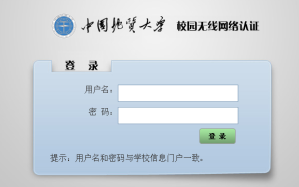 中国地质大学 校园无线网络认证
登 录
用户名：
密 码：
登 录
提示：用户名和密码与学校信息门户一致。